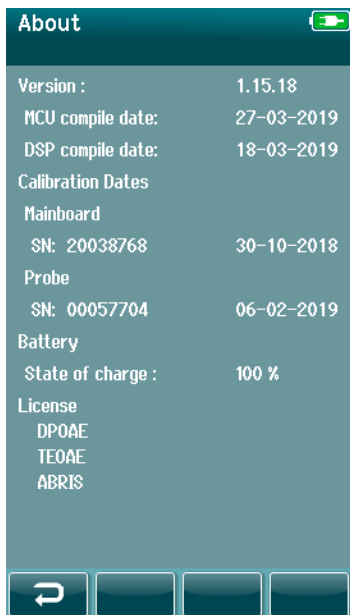 About
Version : 1.15.18
MCU compile date: 27-03-2019
DSP compile date: 18-03-2019
Calibration Dates
Mainboard
SN: 20038768 30-10-2018
Probe
SN: 00057704 06-02-2019
Battery
State of charge : 100 %
License
DPOAE
TEOAE
ABRIS